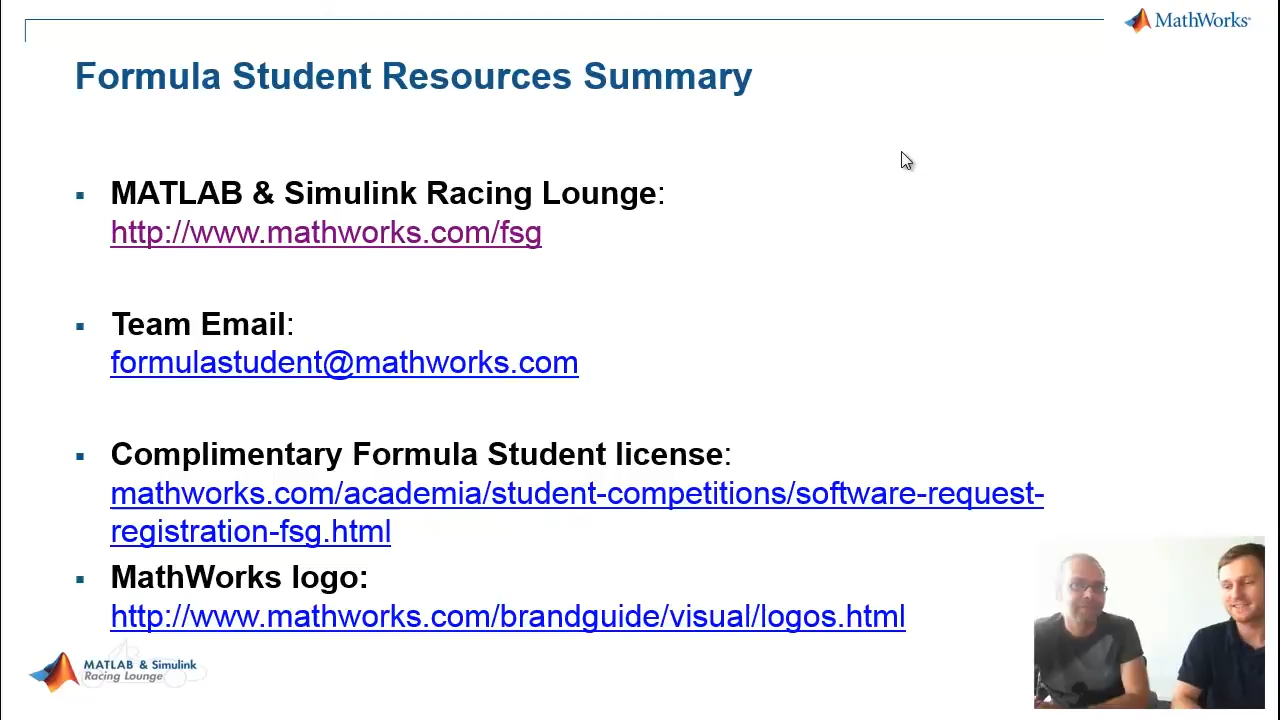 MathWorks®
Formula Student Resources Summary
▪ MATLAB & Simulink Racing Lounge:
http://www.mathworks.com/fsg
▪ Team Email:
formulastudent@mathworks.com
▪ Complimentary Formula Student license:
mathworks.com/academia/student-competitions/software-request-
registration-fsg.html
▪ MathWorks logo:
http://www.mathworks.com/brandguide/visual/logos.html
MATLAB & Simulink
Racing Lounge